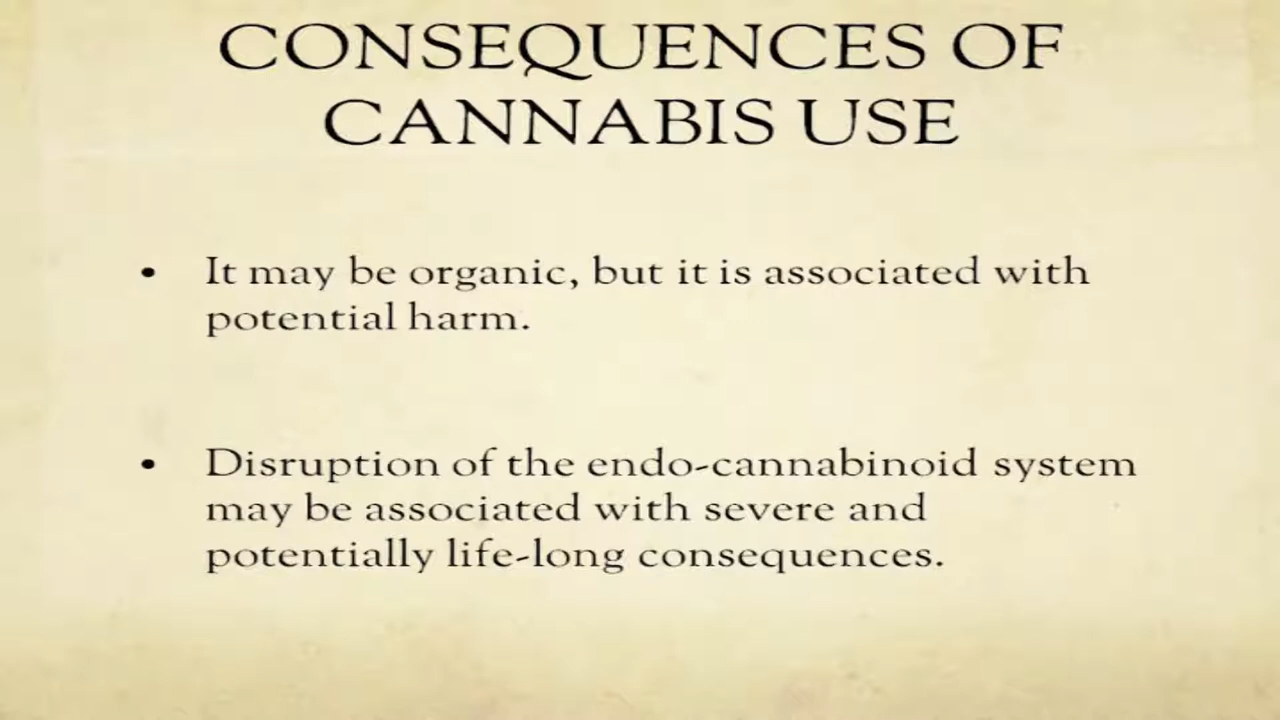 CONSEQUENCES OF
CANNABIS USE
• It may be organic, but it is associated with
potential harm.
• Disruption of the endo-cannabinoid system
may be associated with severe and
potentially life-long consequences.